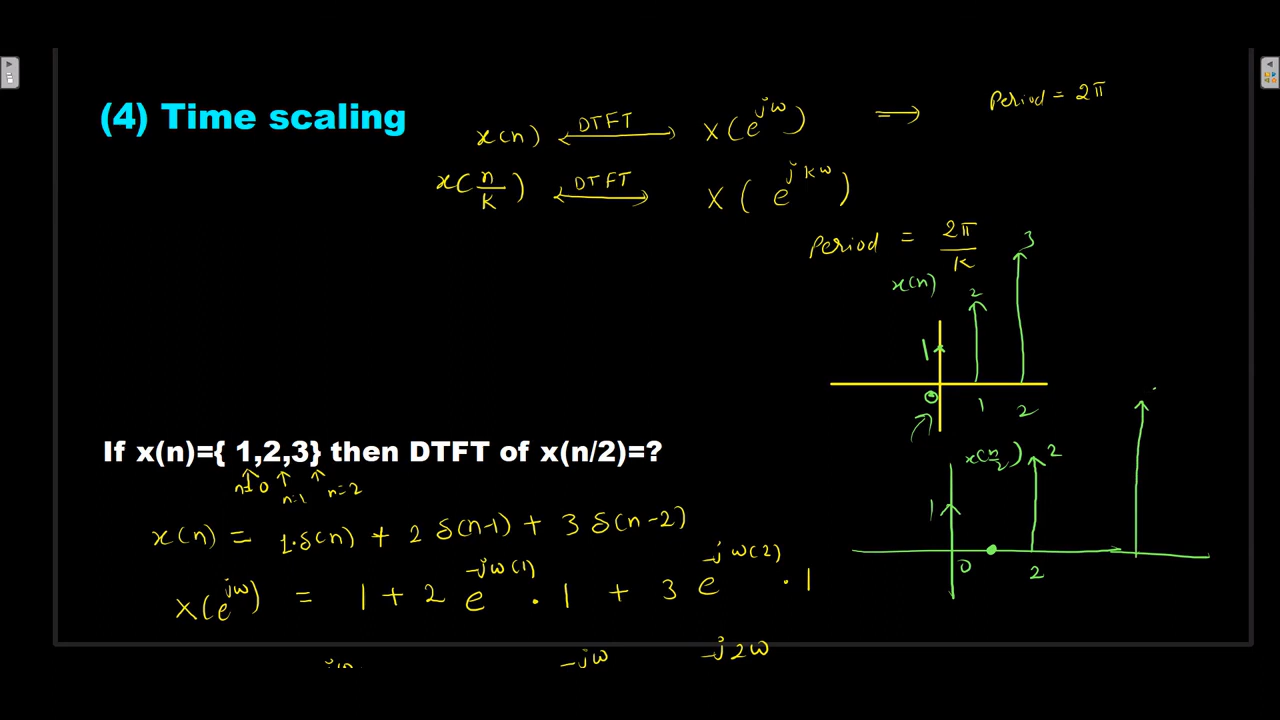 (4) Time scaling
x(n) ⟷ DTFT X(e^jω) ⟹ Period = 2π
x(n/k) ⟷ DTFT X(e^jkω)
Period = 2π/k
x(n)
3
2
1
0 1 2
If x(n)={ 1,2,3} then DTFT of x(n/2)=?
n=0 n=1 n=2
x(n/2)
2
1
0 2
x(n) = 1·δ(n) + 2 δ(n-1) + 3 δ(n-2)
X(e^jω) = 1 + 2 e^-jω(1) · 1 + 3 e^-jω(2) · 1
-jω -j2ω